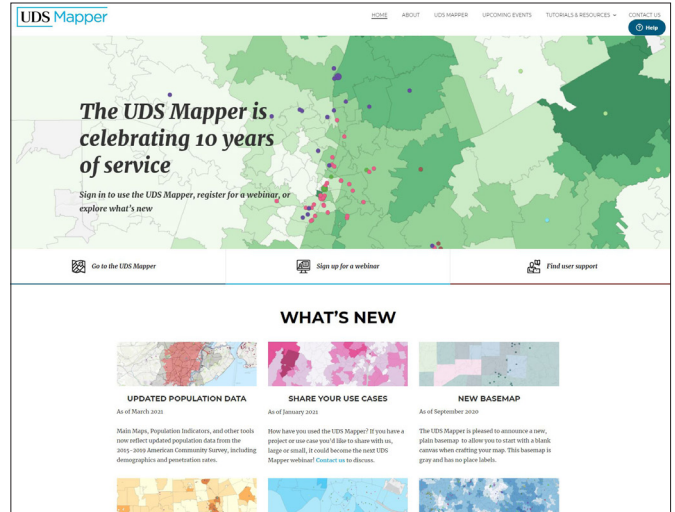 UDS Mapper
HOME ABOUT UDS MAPPER UPCOMING EVENTS TUTORIALS & RESOURCES CONTACT US
Help
The UDS Mapper is
celebrating 10 years
of service
Sign in to use the UDS Mapper, register for a webinar, or
explore what's new
Go to the UDS Mapper
Sign up for a webinar
Find user support
WHAT'S NEW
UPDATED POPULATION DATA
As of March 2021
Main Maps, Population Indicators, and other tools
now reflect updated population data from the
2015-2019 American Community Survey, including
demographics and penetration rates.
SHARE YOUR USE CASES
As of January 2021
How have you used the UDS Mapper? If you have a
project or use case you'd like to share with us,
large or small, it could become the next UDS
Mapper webinar! Contact us to discuss.
NEW BASEMAP
As of September 2020
The UDS Mapper is pleased to announce a new,
plain basemap to allow you to start with a blank
canvas when crafting your map. This basemap is
gray and has no place labels.